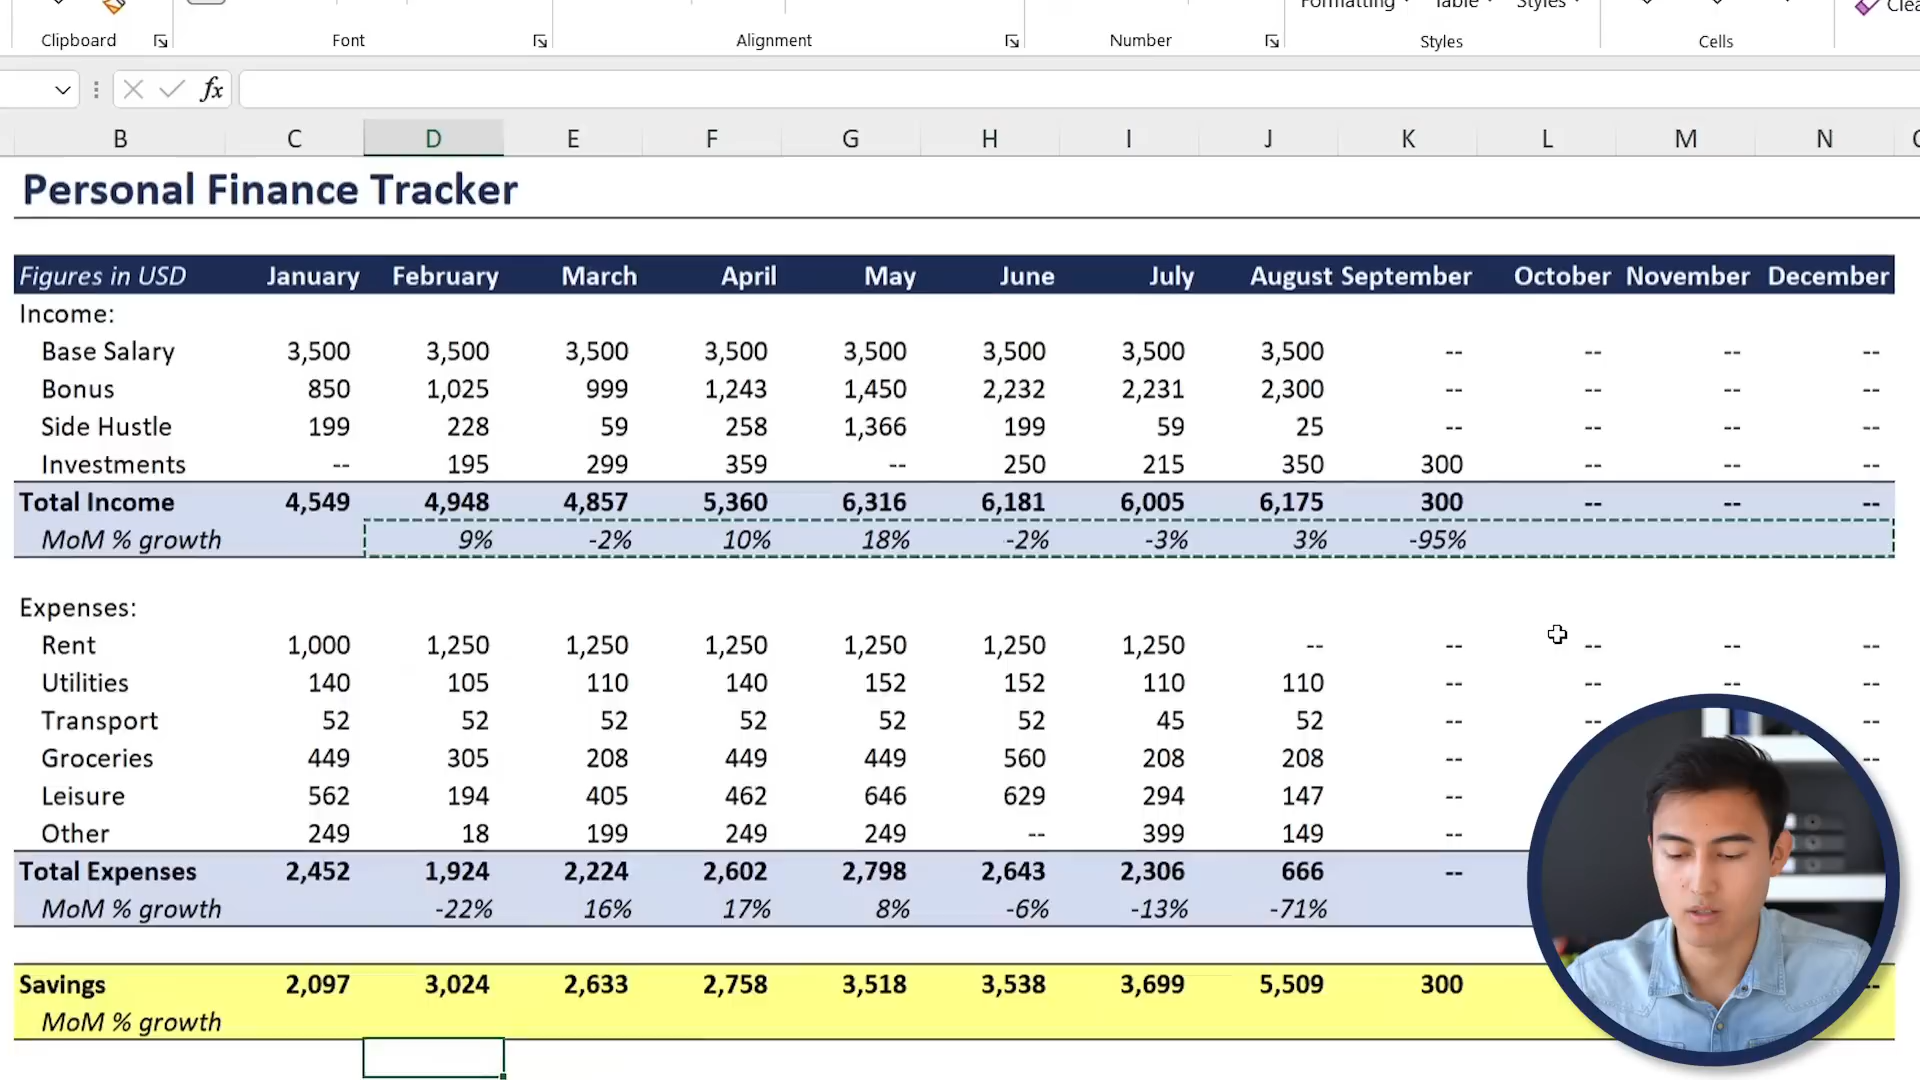 Formatting Table Styles Clea
Clipboard Font Alignment Number Styles Cells
fx
B C D E F G H I J K L M N
Personal Finance Tracker
Figures in USD January February March April May June July August September October November December
Income:
Base Salary 3,500 3,500 3,500 3,500 3,500 3,500 3,500 3,500 -- -- -- --
Bonus 850 1,025 999 1,243 1,450 2,232 2,231 2,300 -- -- -- --
Side Hustle 199 228 59 258 1,366 199 59 25 -- -- -- --
Investments -- 195 299 359 -- 250 215 350 300 -- -- --
Total Income 4,549 4,948 4,857 5,360 6,316 6,181 6,005 6,175 300 -- -- --
MoM % growth 9% -2% 10% 18% -2% -3% 3% -95%
Expenses:
Rent 1,000 1,250 1,250 1,250 1,250 1,250 1,250 -- -- -- -- --
Utilities 140 105 110 140 152 152 110 110 -- -- -- --
Transport 52 52 52 52 52 52 45 52 -- -- --
Groceries 449 305 208 449 449 560 208 208 -- --
Leisure 562 194 405 462 646 629 294 147 --
Other 249 18 199 249 249 -- 399 149 --
Total Expenses 2,452 1,924 2,224 2,602 2,798 2,643 2,306 666 --
MoM % growth -22% 16% 17% 8% -6% -13% -71%
Savings 2,097 3,024 2,633 2,758 3,518 3,538 3,699 5,509 300 --
MoM % growth